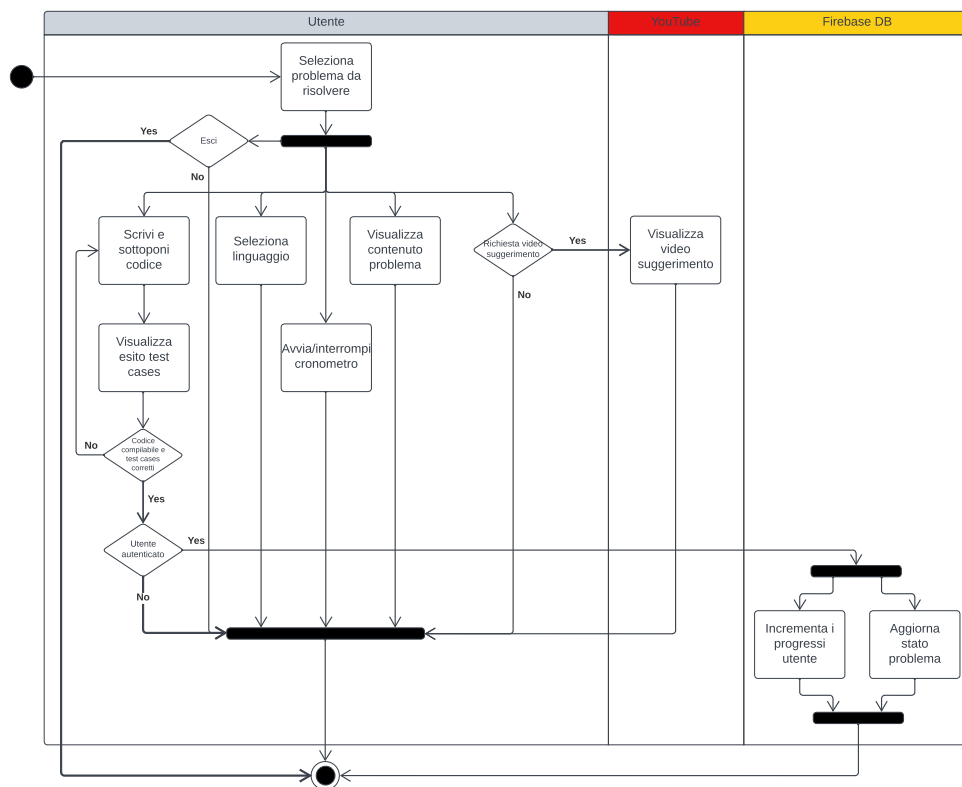 Utente
YouTube
Firebase DB
Seleziona
problema da
risolvere
Yes
Esci
No
Scrivi e
sottoponi
codice
Seleziona
linguaggio
Visualizza
contenuto
problema
Richiesta video
suggerimento
Yes
No
Visualizza
video
suggerimento
Visualizza
esito test
cases
Avvia/interrompi
cronometro
Codice
compilabile e
test cases
corretti
No
Yes
Utente
autenticato
Yes
No
Incrementa i
progressi
utente
Aggiorna
stato
problema